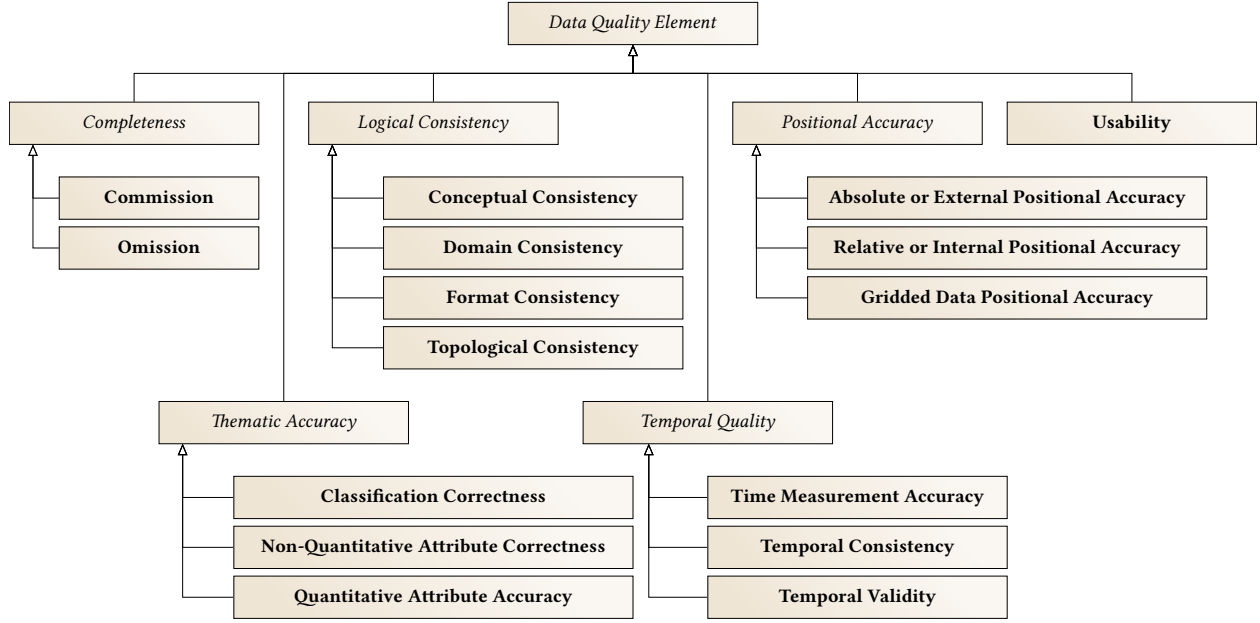 Data Quality Element
Completeness
Logical Consistency
Positional Accuracy
Usability
Commission
Omission
Conceptual Consistency
Domain Consistency
Format Consistency
Topological Consistency
Absolute or External Positional Accuracy
Relative or Internal Positional Accuracy
Gridded Data Positional Accuracy
Thematic Accuracy
Temporal Quality
Classification Correctness
Non-Quantitative Attribute Correctness
Quantitative Attribute Accuracy
Time Measurement Accuracy
Temporal Consistency
Temporal Validity